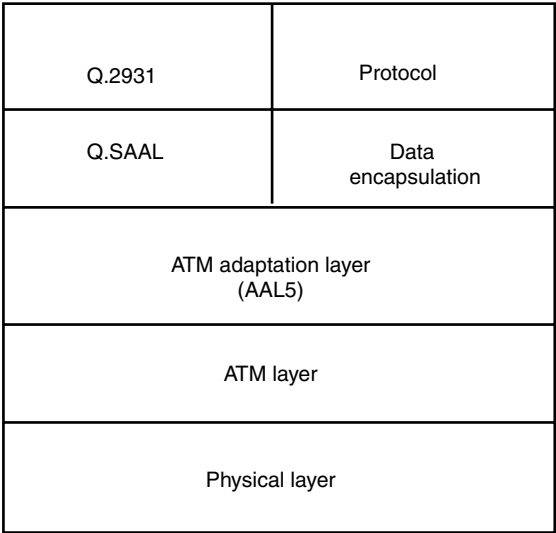 Q.2931
Protocol
Q.SAAL
Data
encapsulation
ATM adaptation layer
(AAL5)
ATM layer
Physical layer